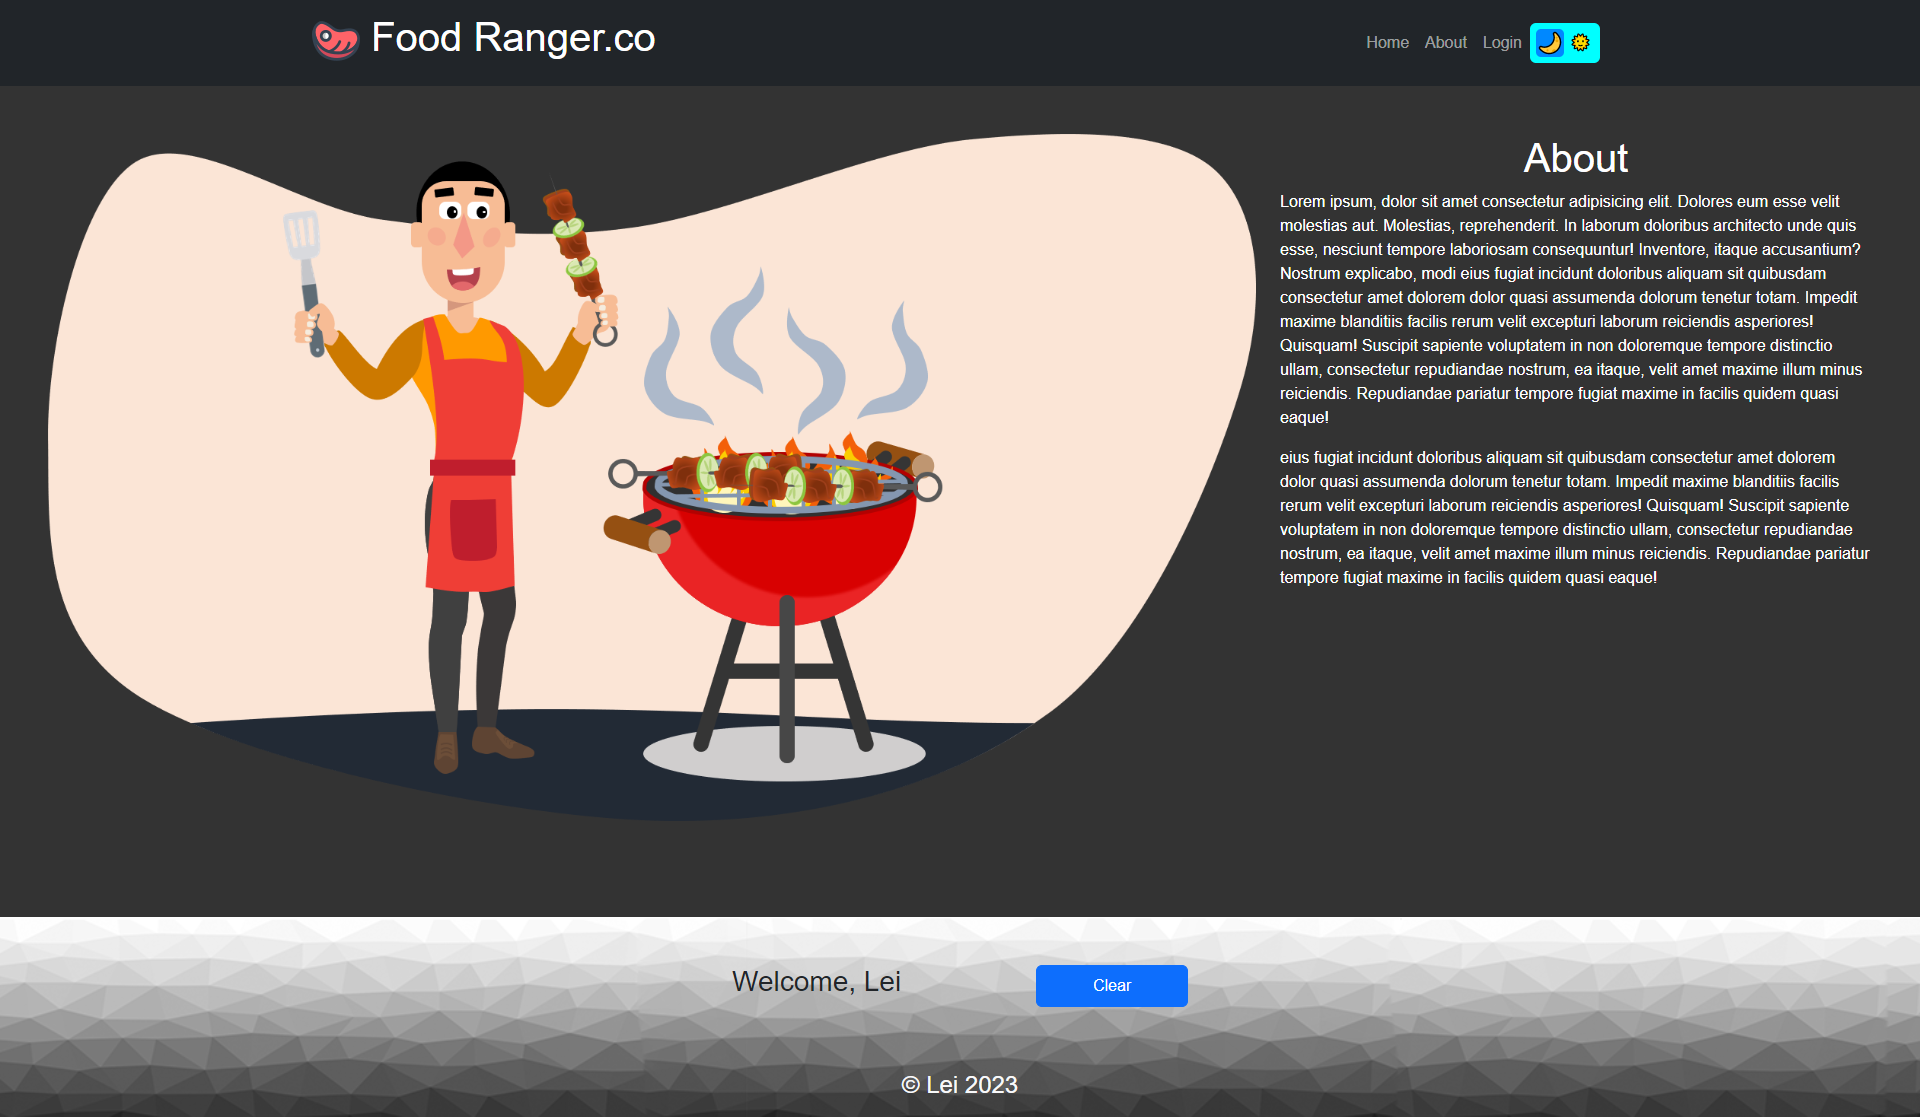 Food Ranger.co
Home About Login
About
Lorem ipsum, dolor sit amet consectetur adipisicing elit. Dolores eum esse velit
molestias aut. Molestias, reprehenderit. In laborum doloribus architecto unde quis
esse, nesciunt tempore laboriosam consequuntur! Inventore, itaque accusantium?
Nostrum explicabo, modi eius fugiat incidunt doloribus aliquam sit quibusdam
consectetur amet dolorem dolor quasi assumenda dolorum tenetur totam. Impedit
maxime blanditiis facilis rerum velit excepturi laborum reiciendis asperiores!
Quisquam! Suscipit sapiente voluptatem in non doloremque tempore distinctio
ullam, consectetur repudiandae nostrum, ea itaque, velit amet maxime illum minus
reiciendis. Repudiandae pariatur tempore fugiat maxime in facilis quidem quasi
eaque!
eius fugiat incidunt doloribus aliquam sit quibusdam consectetur amet dolorem
dolor quasi assumenda dolorum tenetur totam. Impedit maxime blanditiis facilis
rerum velit excepturi laborum reiciendis asperiores! Quisquam! Suscipit sapiente
voluptatem in non doloremque tempore distinctio ullam, consectetur repudiandae
nostrum, ea itaque, velit amet maxime illum minus reiciendis. Repudiandae pariatur
tempore fugiat maxime in facilis quidem quasi eaque!
Welcome, Lei
Clear
© Lei 2023